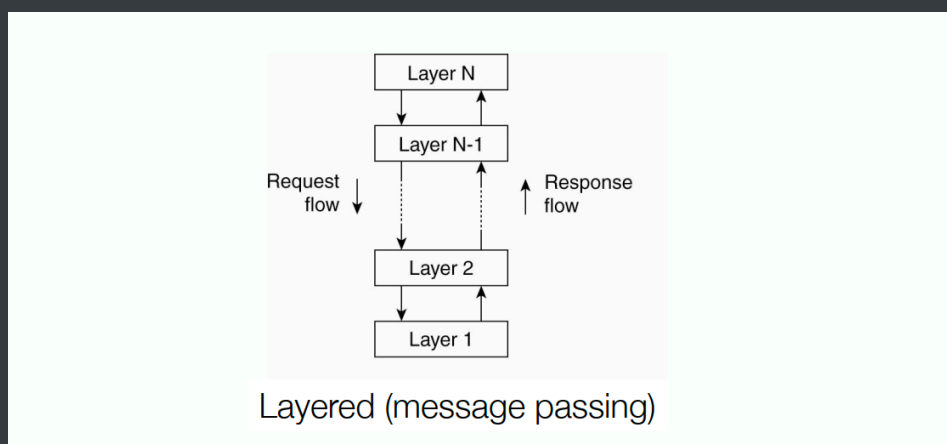 Layer N
Layer N-1
Request
flow
Response
flow
Layer 2
Layer 1
Layered (message passing)